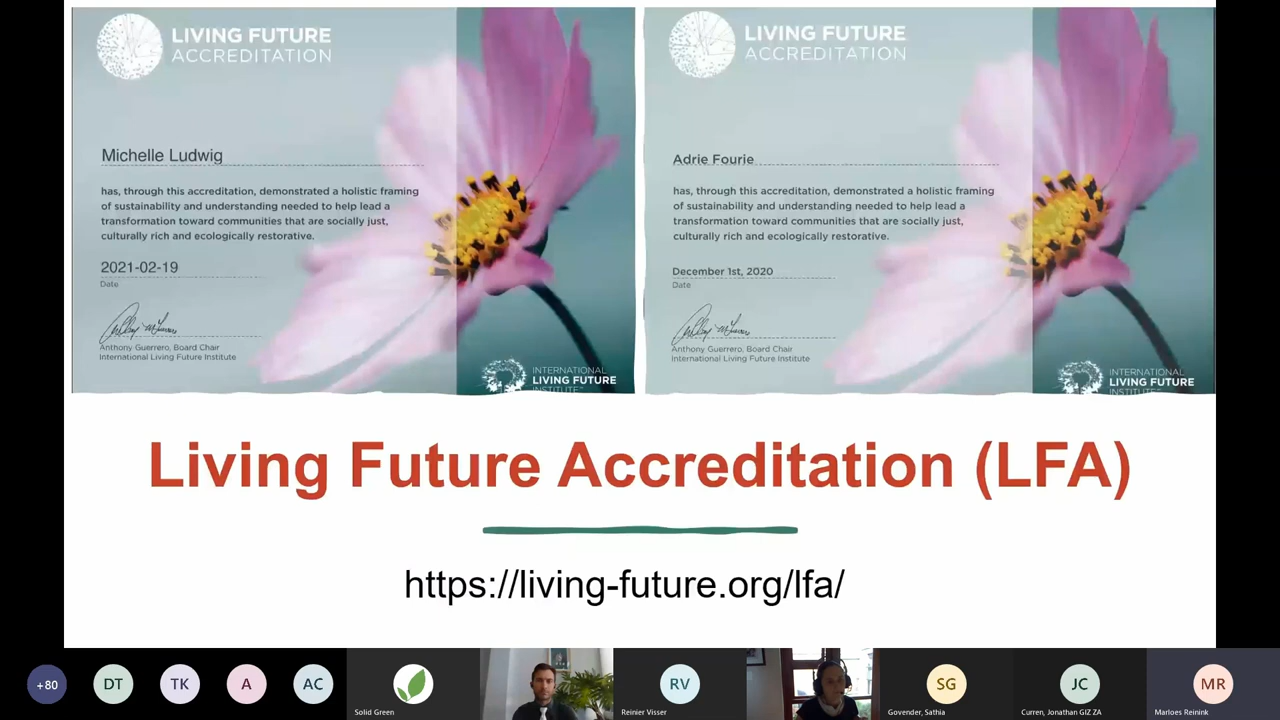 LIVING FUTURE
ACCREDITATION
Michelle Ludwig
has, through this accreditation, demonstrated a holistic framing
of sustainability and understanding needed to help lead a
transformation toward communities that are socially just,
culturally rich and ecologically restorative.
2021-02-19
Date
Anthony Guerrero, Board Chair
International Living Future Institute
INTERNATIONAL
LIVING FUTURE
INSTITUTE
LIVING FUTURE
ACCREDITATION
Adrie Fourie
has, through this accreditation, demonstrated a holistic framing
of sustainability and understanding needed to help lead a
transformation toward communities that are socially just,
culturally rich and ecologically restorative.
December 1st, 2020
Date
Anthony Guerrero, Board Chair
International Living Future Institute
INTERNATIONAL
LIVING FUTURE
INSTITUTE
Living Future Accreditation (LFA)
https://living-future.org/lfa/
+80
DT
TK
A
AC
Solid Green
RV
Reinier Visser
SG
Govender, Sathia
JC
Curren, Jonathan GIZ ZA
MR
Marloes Reinink